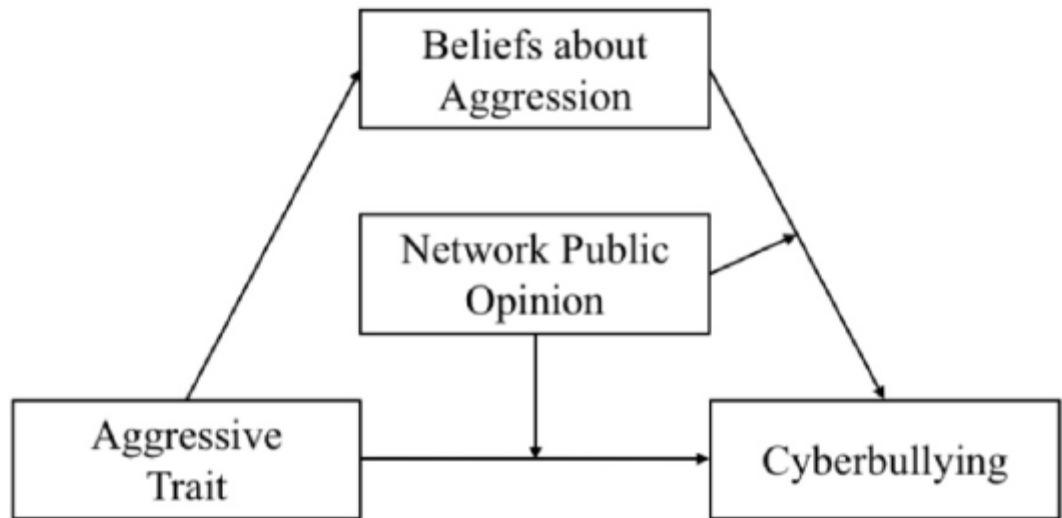 Beliefs about
Aggression
Network Public
Opinion
Aggressive
Trait
Cyberbullying